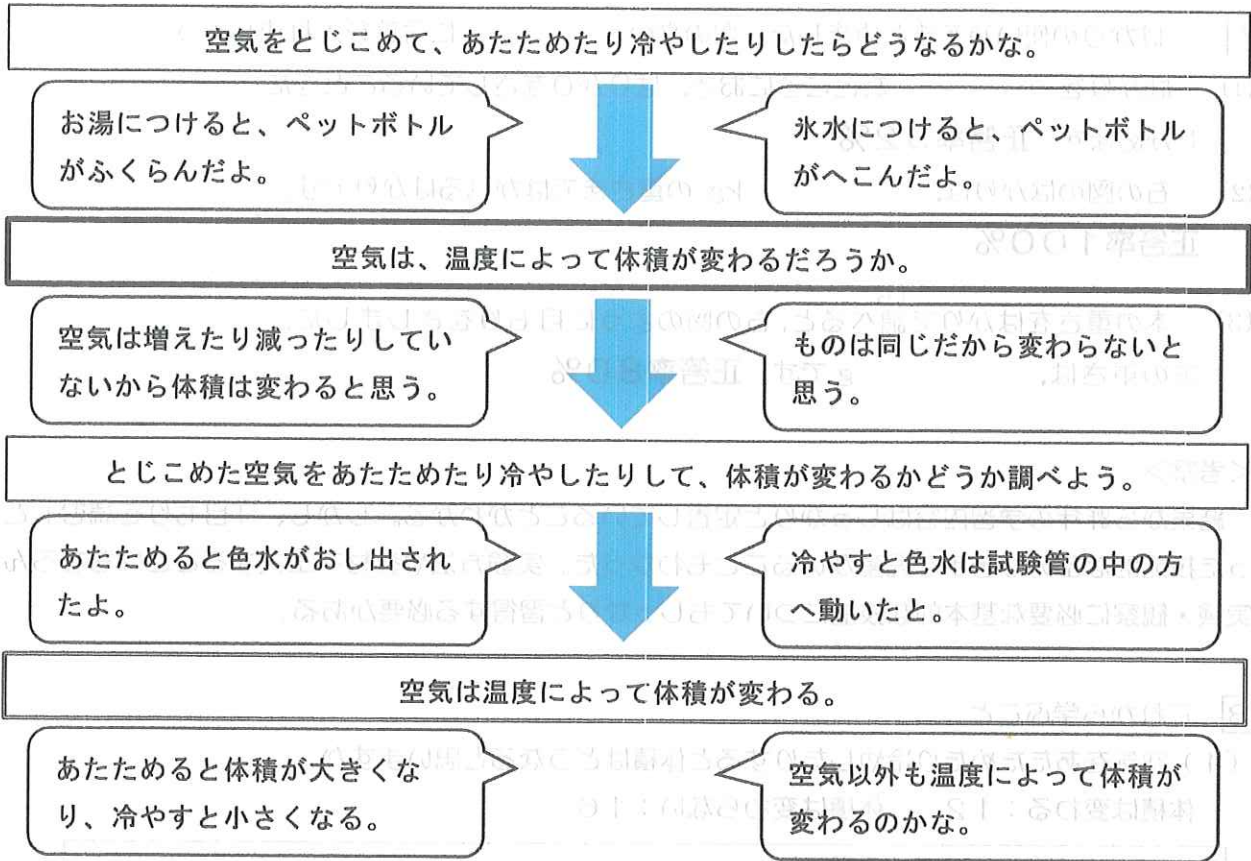 空気をとじこめて、あたためたり冷やしたりしたらどうなるかな。
お湯につけると、ペットボトル
がふくらんだよ。
氷水につけると、ペットボトル
がへこんだよ。
空気は、温度によって体積が変わるだろうか。
空気は増えたり減ったりしてい
ないから体積は変わると思う。
ものは同じだから変わらないと
思う。
とじこめた空気をあたためたり冷やしたりして、体積が変わるかどうか調べよう。
あたためると色水がおし出され
たよ。
冷やすと色水は試験管の中の方
へ動いたと。
空気は温度によって体積が変わる。
あたためると体積が大きくな
り、冷やすと小さくなる。
空気以外も温度によって体積が
変わるのかな。